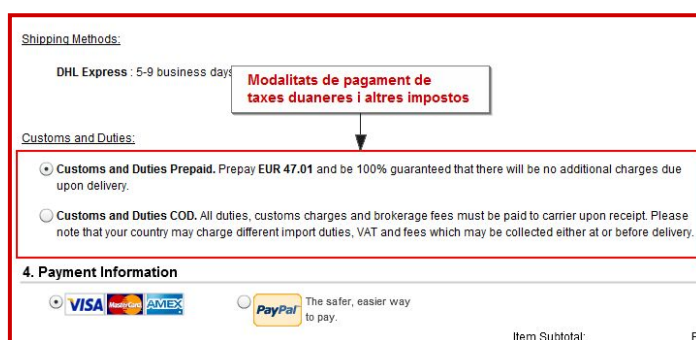 Shipping Methods:
DHL Express : 5-9 business days
Modalitats de pagament de
taxes duaneres i altres impostos
Customs and Duties:
Customs and Duties Prepaid. Prepay EUR 47.01 and be 100% guaranteed that there will be no additional charges due
upon delivery.
Customs and Duties COD. All duties, customs charges and brokerage fees must be paid to carrier upon receipt. Please
note that your country may charge different import duties, VAT and fees which may be collected either at or before delivery.
4. Payment Information
VISA MasterCard AMEX PayPal The safer, easier way
to pay.
Item Subtotal: